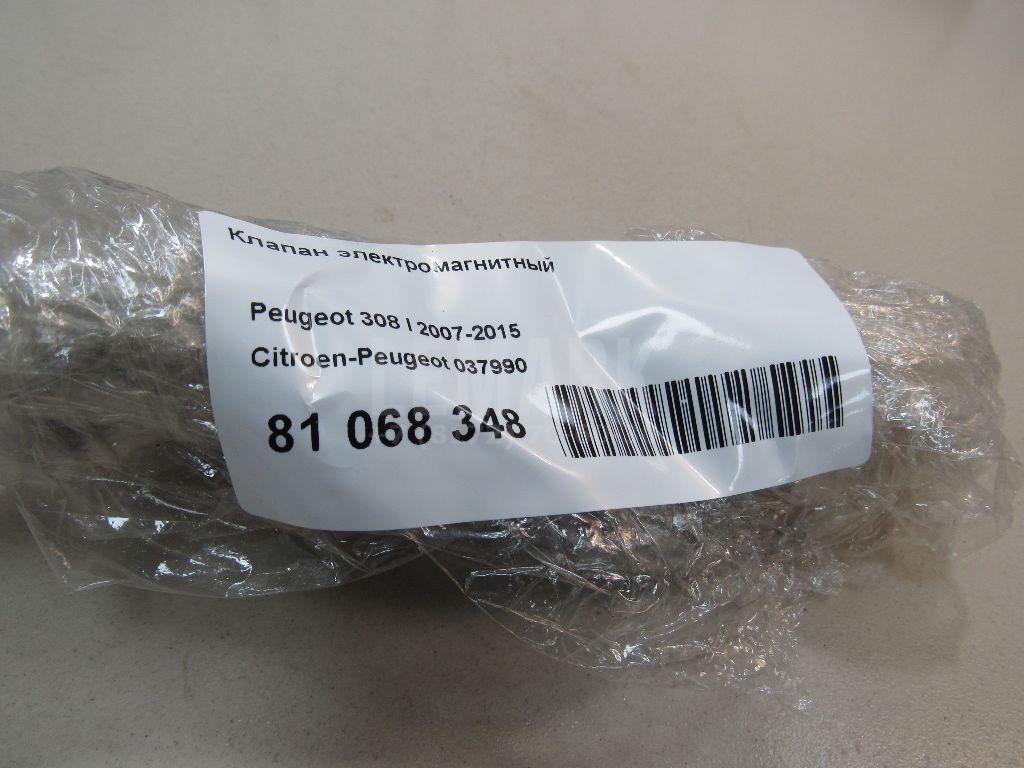 Клапан электромагнитный
Peugeot 308 I 2007-2015
Citroen-Peugeot 037990
81 068 348